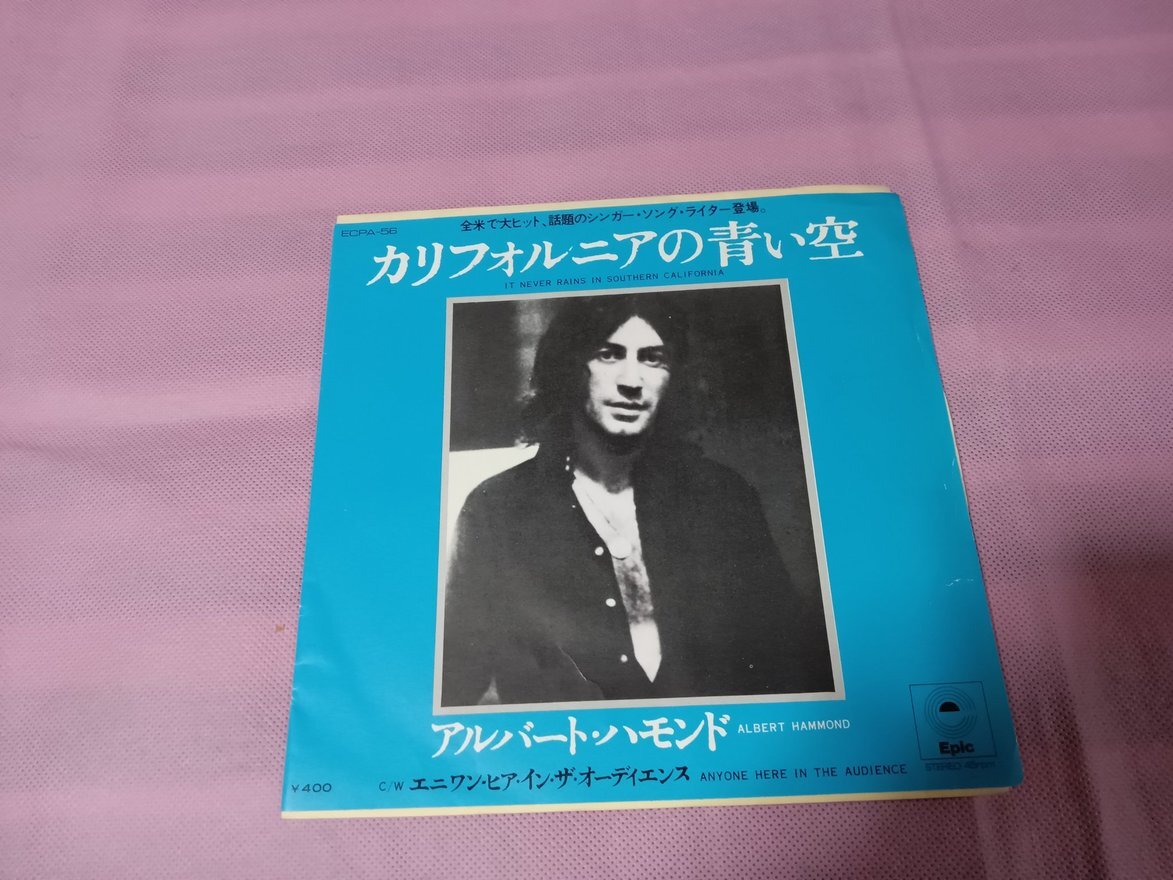 全米で大ヒット、話題のシンガー・ソング・ライター登場。
ECPA-56
カリフォルニアの青い空
IT NEVER RAINS IN SOUTHERN CALIFORNIA
アルバート・ハモンド ALBERT HAMMOND
Epic
STEREO 45rpm
¥400
C/W エニワン・ヒア・イン・ザ・オーディエンス ANYONE HERE IN THE AUDIENCE